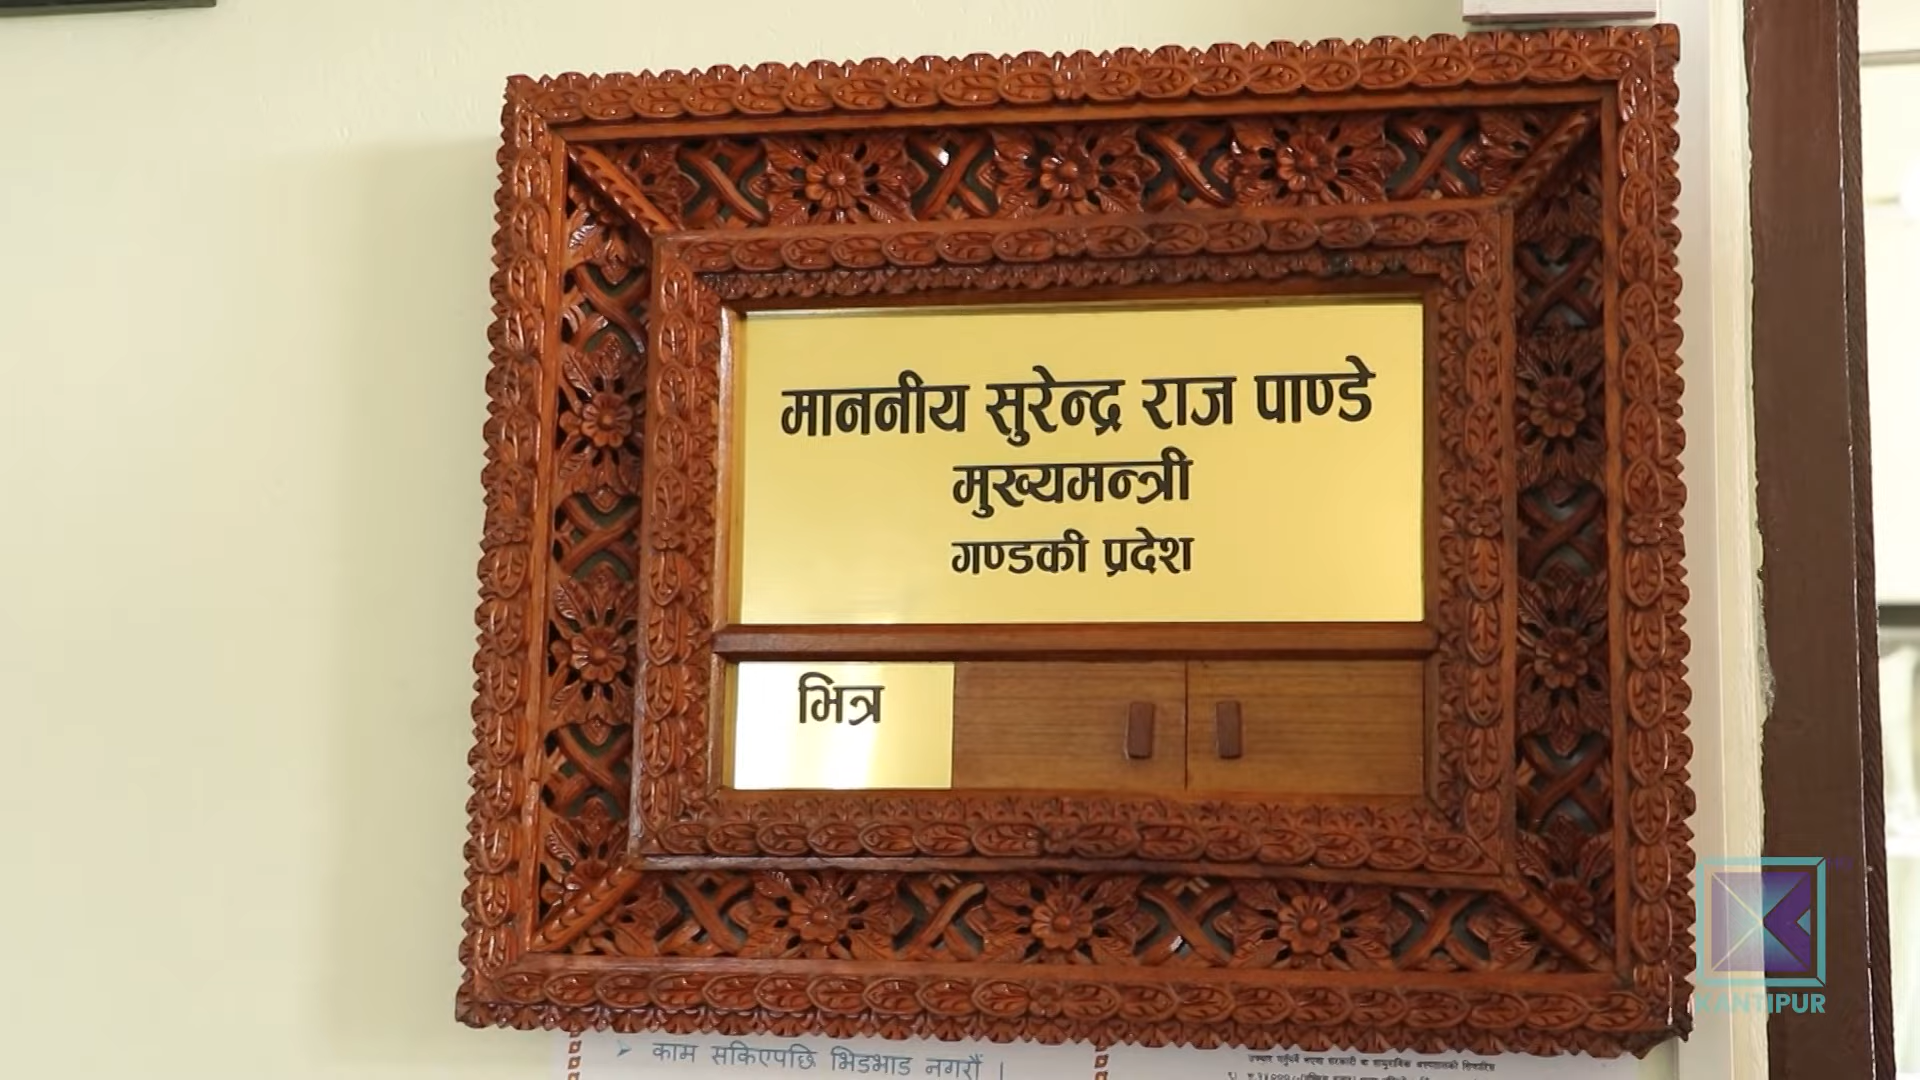 माननीय सुरेन्द्र राज पाण्डे
मुख्यमन्त्री
गण्डकी प्रदेश
भित्र
KANTIPUR
काम सकिएपछि भिडभाड नगरौं ।